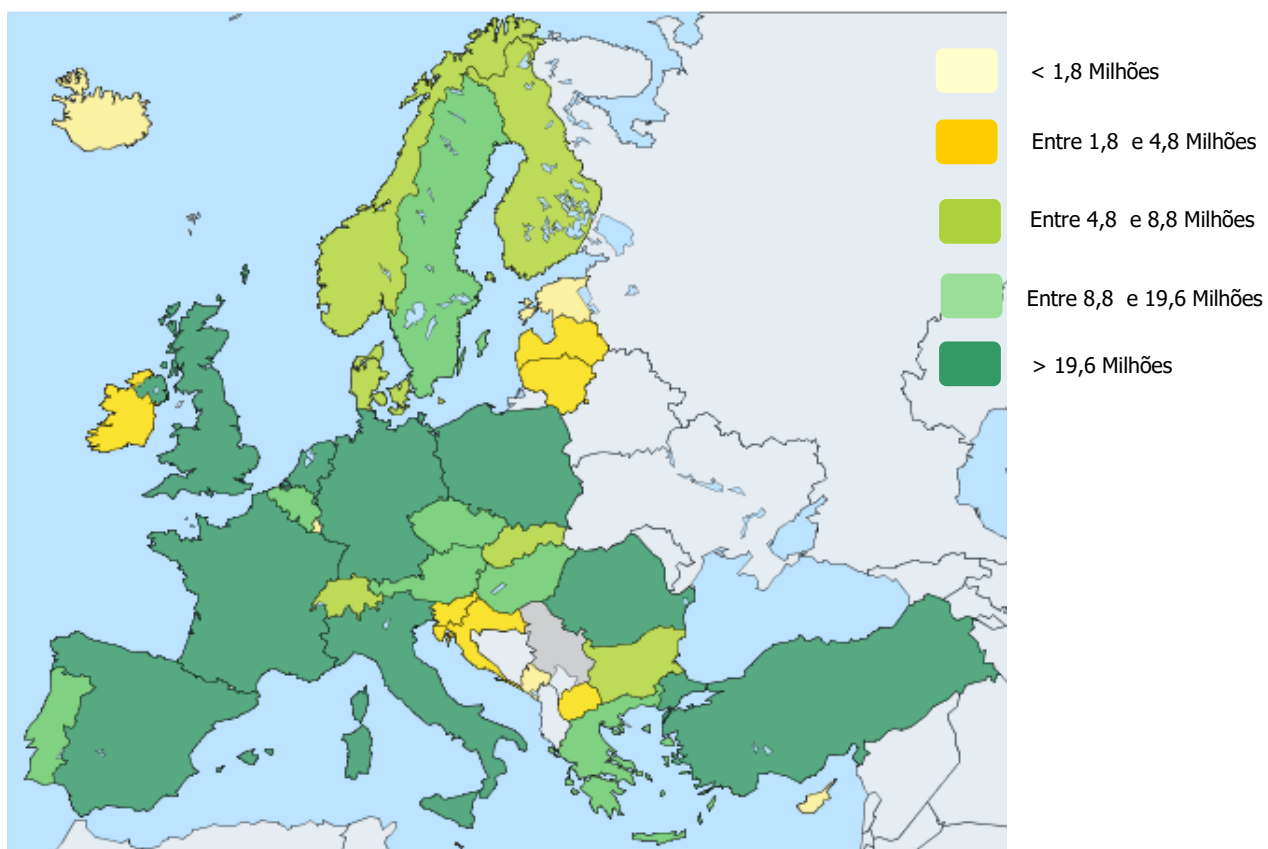 < 1,8 Milhões
Entre 1,8 e 4,8 Milhões
Entre 4,8 e 8,8 Milhões
Entre 8,8 e 19,6 Milhões
> 19,6 Milhões